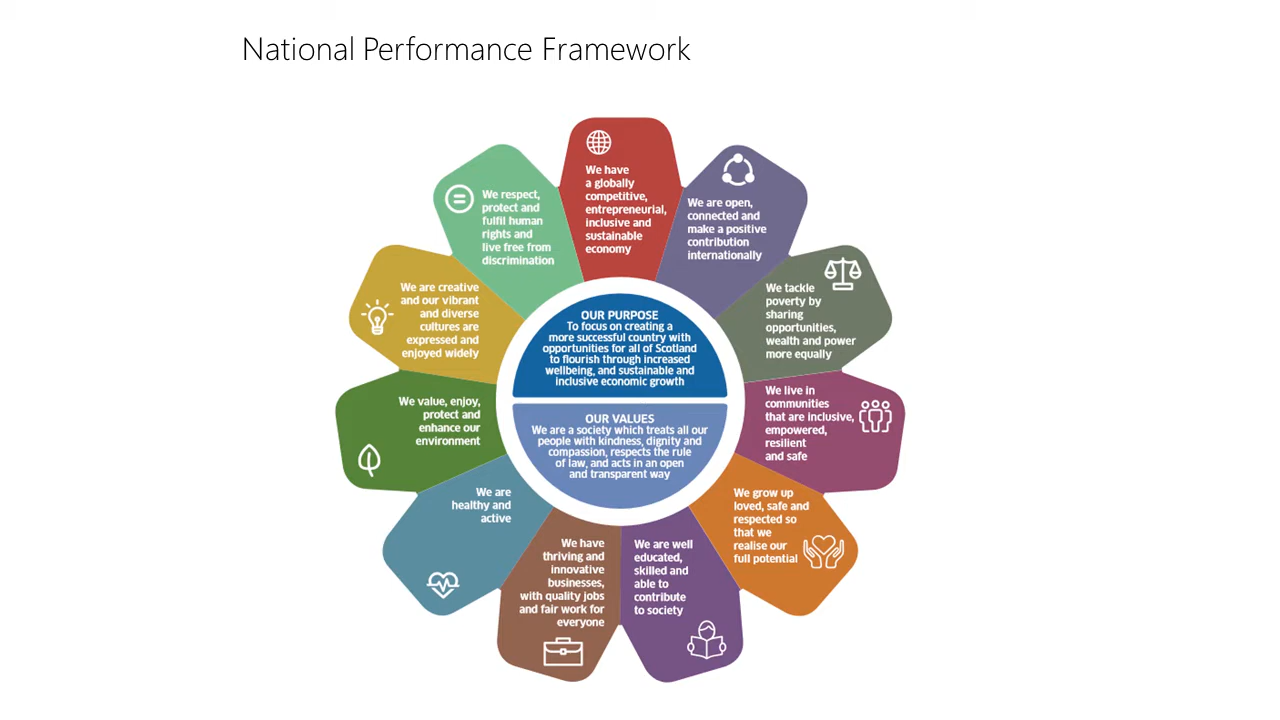 National Performance Framework
We have
a globally
competitive,
entrepreneurial,
inclusive and
sustainable
economy
We are open,
connected and
make a positive
contribution
internationally
We tackle
poverty by
sharing
opportunities,
wealth and power
more equally
We live in
communities
that are inclusive,
empowered,
resilient
and safe
We grow up
loved, safe and
respected so
that we
realise our
full potential
We are well
educated,
skilled and
able to
contribute
to society
We have
thriving and
innovative
businesses,
with quality jobs
and fair work for
everyone
We are
healthy and
active
We value, enjoy,
protect and
enhance our
environment
We are creative
and our vibrant
and diverse
cultures are
expressed and
enjoyed widely
We respect,
protect and
fulfil human
rights and
live free from
discrimination
OUR PURPOSE
To focus on creating a
more successful country with
opportunities for all of Scotland
to flourish through increased
wellbeing, and sustainable and
inclusive economic growth
OUR VALUES
We are a society which treats all our
people with kindness, dignity and
compassion, respects the rule
of law, and acts in an open
and transparent way